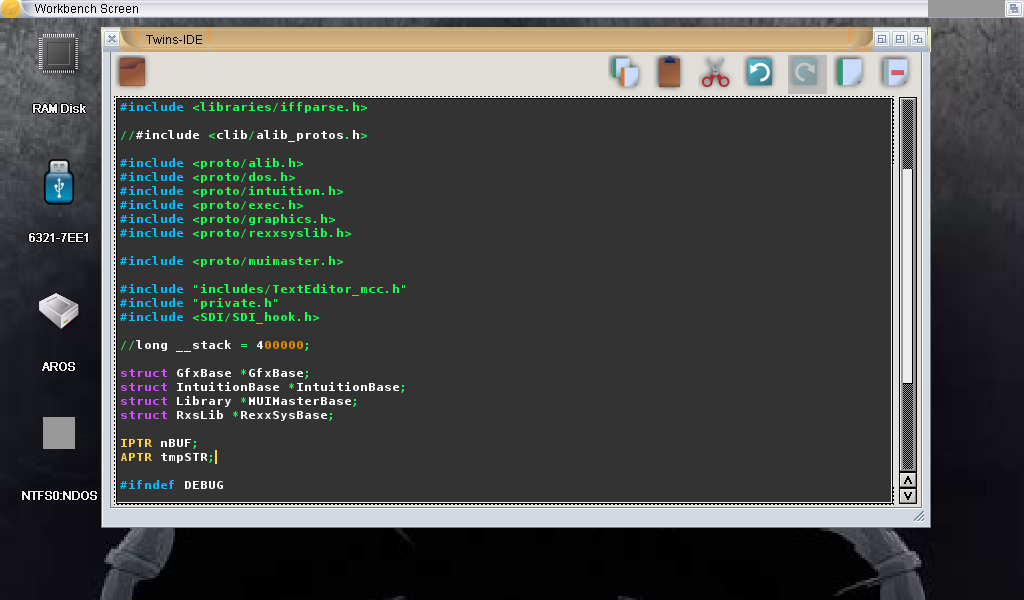 Workbench Screen
Twins-IDE
RAM Disk
6321-7EE1
AROS
NTFS0:NDOS
#include <libraries/iffparse.h>
//#include <clib/alib_protos.h>
#include <proto/alib.h>
#include <proto/dos.h>
#include <proto/intuition.h>
#include <proto/exec.h>
#include <proto/graphics.h>
#include <proto/rexxsyslib.h>
#include <proto/muimaster.h>
#include "includes/TextEditor_mcc.h"
#include "private.h"
#include <SDI/SDI_hook.h>
//long __stack = 400000;
struct GfxBase *GfxBase;
struct IntuitionBase *IntuitionBase;
struct Library *MUIMasterBase;
struct RxsLib *RexxSysBase;
IPTR nBUF;
APTR tmpSTR;
#ifndef DEBUG